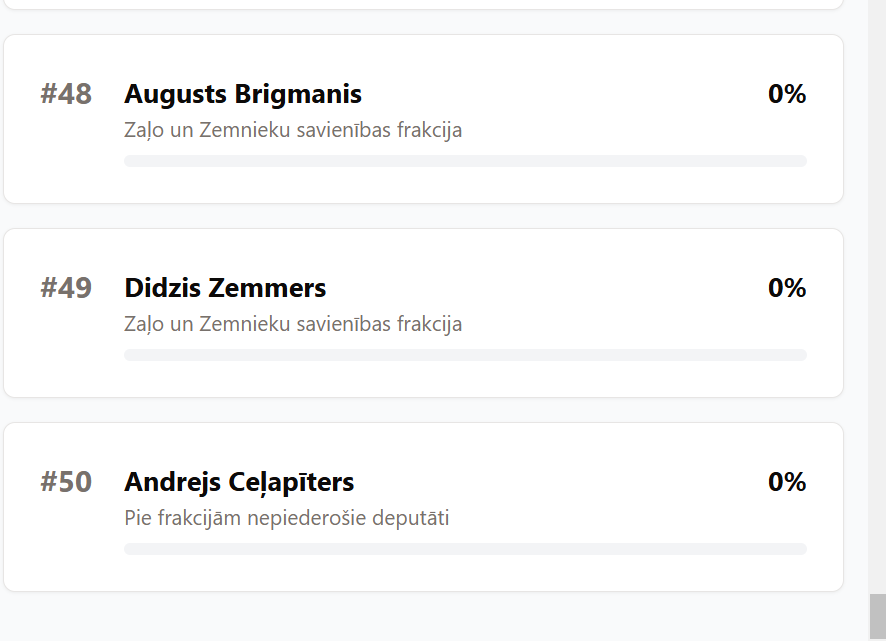 #48 Augusts Brigmanis 0%
Zaļo un Zemnieku savienības frakcija
#49 Didzis Zemmers 0%
Zaļo un Zemnieku savienības frakcija
#50 Andrejs Ceļapīters 0%
Pie frakcijām nepiederošie deputāti